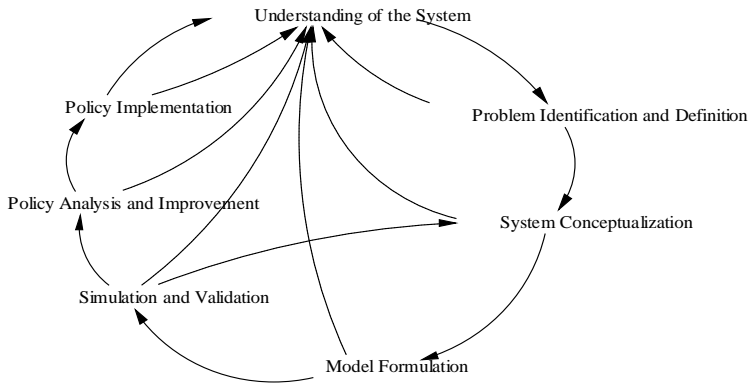 Understanding of the System
Policy Implementation
Problem Identification and Definition
Policy Analysis and Improvement
System Conceptualization
Simulation and Validation
Model Formulation